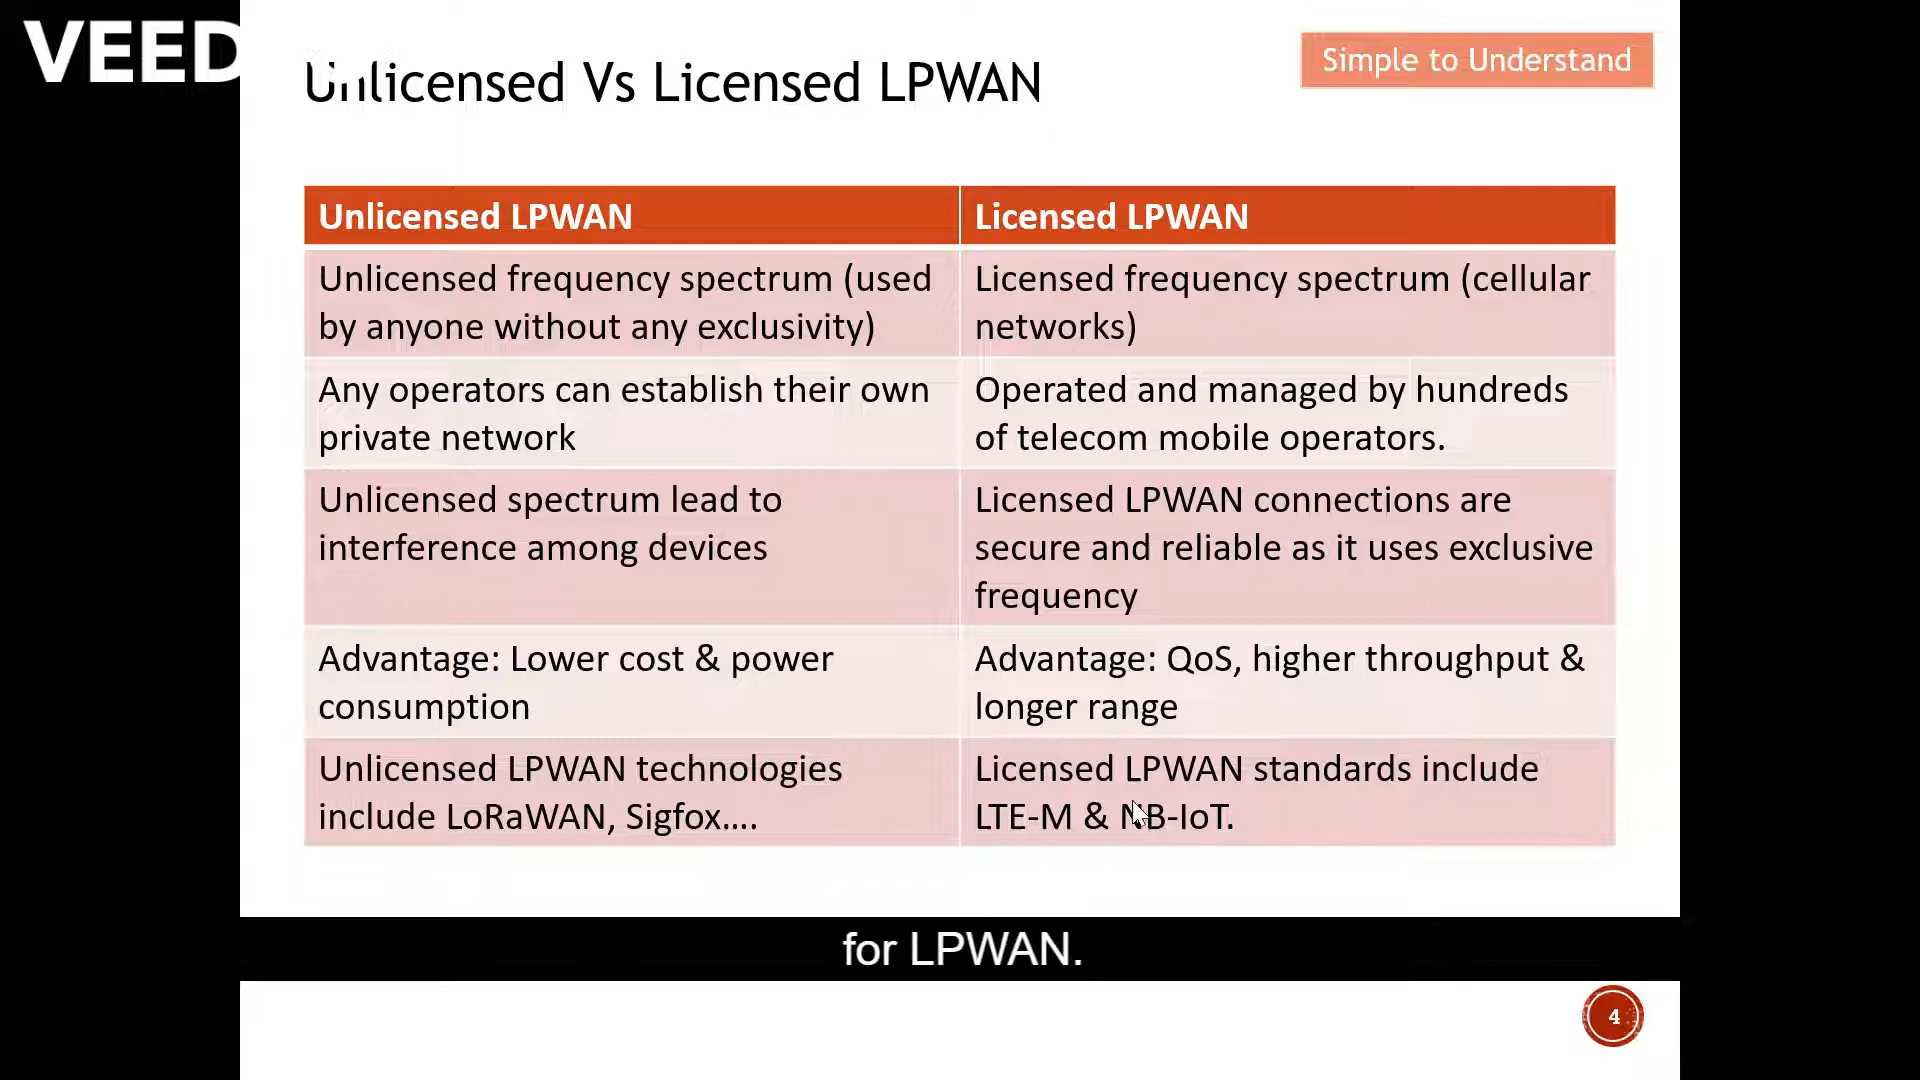 VEED
Unlicensed Vs Licensed LPWAN
Simple to Understand
Unlicensed LPWAN
Licensed LPWAN
Unlicensed frequency spectrum (used
by anyone without any exclusivity)
Licensed frequency spectrum (cellular
networks)
Any operators can establish their own
private network
Operated and managed by hundreds
of telecom mobile operators.
Unlicensed spectrum lead to
interference among devices
Licensed LPWAN connections are
secure and reliable as it uses exclusive
frequency
Advantage: Lower cost & power
consumption
Advantage: QoS, higher throughput &
longer range
Unlicensed LPWAN technologies
include LoRaWAN, Sigfox....
Licensed LPWAN standards include
LTE-M & NB-IoT.
for LPWAN.
4